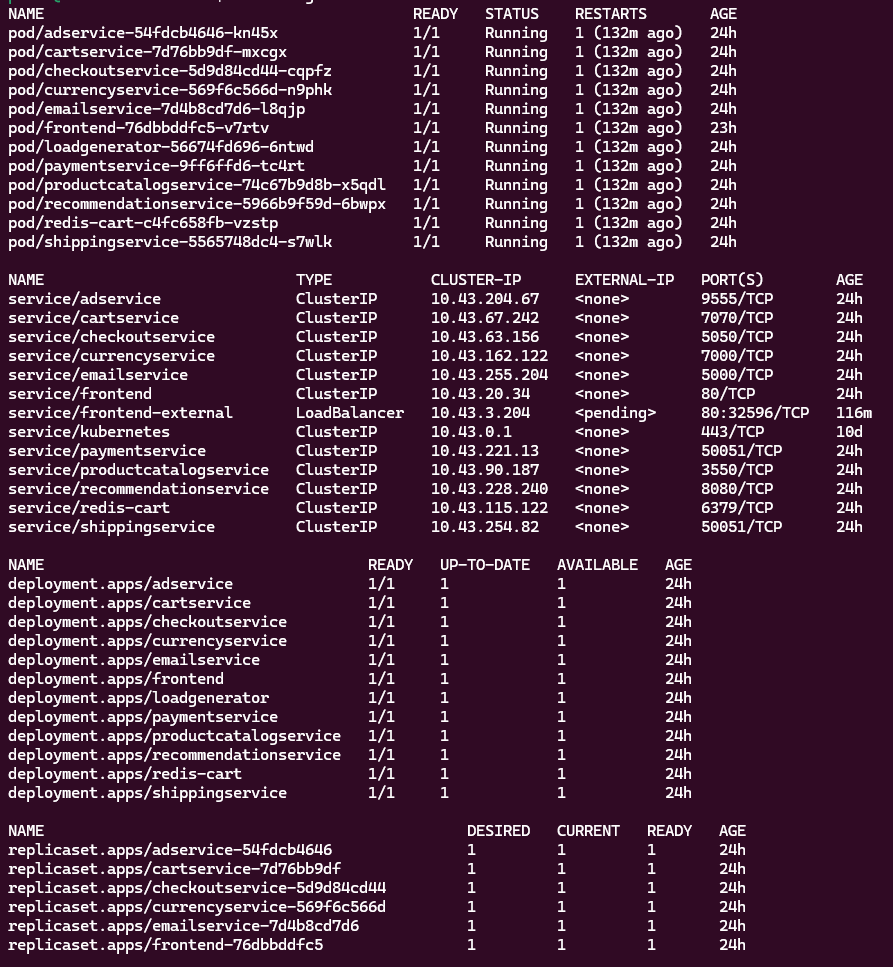 NAME READY STATUS RESTARTS AGE
pod/adservice-54fdcb4646-kn45x 1/1 Running 1 (132m ago) 24h
pod/cartservice-7d76bb9df-mxcgx 1/1 Running 1 (132m ago) 24h
pod/checkoutservice-5d9d84cd44-cqpfz 1/1 Running 1 (132m ago) 24h
pod/currencyservice-569f6c566d-n9phk 1/1 Running 1 (132m ago) 24h
pod/emailservice-7d4b8cd7d6-l8qjp 1/1 Running 1 (132m ago) 24h
pod/frontend-76dbbddfc5-v7rtv 1/1 Running 1 (132m ago) 23h
pod/loadgenerator-56674fd696-6ntwd 1/1 Running 1 (132m ago) 24h
pod/paymentservice-9ff6ffd6-tc4rt 1/1 Running 1 (132m ago) 24h
pod/productcatalogservice-74c67b9d8b-x5qdl 1/1 Running 1 (132m ago) 24h
pod/recommendationservice-5966b9f59d-6bwpx 1/1 Running 1 (132m ago) 24h
pod/redis-cart-c4fc658fb-vzstp 1/1 Running 1 (132m ago) 24h
pod/shippingservice-5565748dc4-s7wlk 1/1 Running 1 (132m ago) 24h
NAME TYPE CLUSTER-IP EXTERNAL-IP PORT(S) AGE
service/adservice ClusterIP 10.43.204.67 <none> 9555/TCP 24h
service/cartservice ClusterIP 10.43.67.242 <none> 7070/TCP 24h
service/checkoutservice ClusterIP 10.43.63.156 <none> 5050/TCP 24h
service/currencyservice ClusterIP 10.43.162.122 <none> 7000/TCP 24h
service/emailservice ClusterIP 10.43.255.204 <none> 5000/TCP 24h
service/frontend ClusterIP 10.43.20.34 <none> 80/TCP 24h
service/frontend-external LoadBalancer 10.43.3.204 <pending> 80:32596/TCP 116m
service/kubernetes ClusterIP 10.43.0.1 <none> 443/TCP 10d
service/paymentservice ClusterIP 10.43.221.13 <none> 50051/TCP 24h
service/productcatalogservice ClusterIP 10.43.90.187 <none> 3550/TCP 24h
service/recommendationservice ClusterIP 10.43.228.240 <none> 8080/TCP 24h
service/redis-cart ClusterIP 10.43.115.122 <none> 6379/TCP 24h
service/shippingservice ClusterIP 10.43.254.82 <none> 50051/TCP 24h
NAME READY UP-TO-DATE AVAILABLE AGE
deployment.apps/adservice 1/1 1 1 24h
deployment.apps/cartservice 1/1 1 1 24h
deployment.apps/checkoutservice 1/1 1 1 24h
deployment.apps/currencyservice 1/1 1 1 24h
deployment.apps/emailservice 1/1 1 1 24h
deployment.apps/frontend 1/1 1 1 24h
deployment.apps/loadgenerator 1/1 1 1 24h
deployment.apps/paymentservice 1/1 1 1 24h
deployment.apps/productcatalogservice 1/1 1 1 24h
deployment.apps/recommendationservice 1/1 1 1 24h
deployment.apps/redis-cart 1/1 1 1 24h
deployment.apps/shippingservice 1/1 1 1 24h
NAME DESIRED CURRENT READY AGE
replicaset.apps/adservice-54fdcb4646 1 1 1 24h
replicaset.apps/cartservice-7d76bb9df 1 1 1 24h
replicaset.apps/checkoutservice-5d9d84cd44 1 1 1 24h
replicaset.apps/currencyservice-569f6c566d 1 1 1 24h
replicaset.apps/emailservice-7d4b8cd7d6 1 1 1 24h
replicaset.apps/frontend-76dbbddfc5 1 1 1 24h